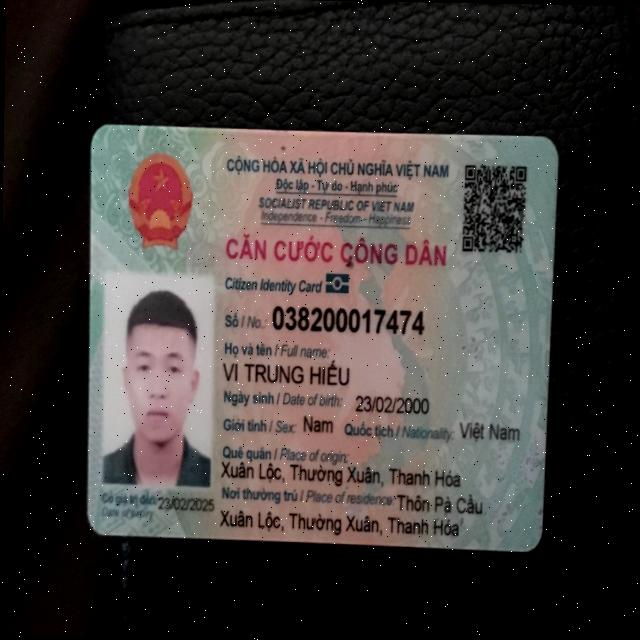 CỘNG HÒA XÃ HỘI CHỦ NGHĨA VIỆT NAM
Độc lập - Tự do - Hạnh phúc
SOCIALIST REPUBLIC OF VIET NAM
Independence - Freedom - Happiness
CĂN CƯỚC CÔNG DÂN
Citizen Identity Card
Số / No.: 038200017474
Họ và tên / Full name:
VI TRUNG HIẾU
Ngày sinh / Date of birth: 23/02/2000
Giới tính / Sex: Nam Quốc tịch / Nationality: Việt Nam
Quê quán / Place of origin:
Xuân Lộc, Thường Xuân, Thanh Hóa
Nơi thường trú / Place of residence: Thôn Pà Cầu
Xuân Lộc, Thường Xuân, Thanh Hóa
Có giá trị đến: 23/02/2025
Date of expiry